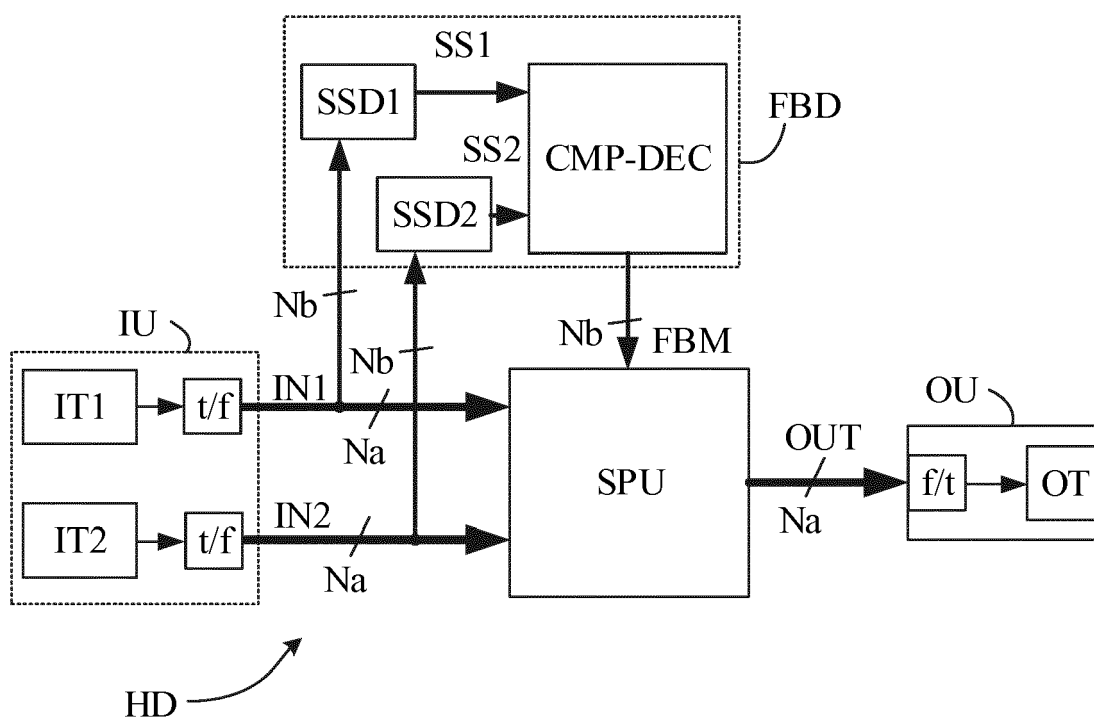 SS1
SSD1
FBD
SS2
CMP-DEC
SSD2
Nb
IU
Nb
Nb
FBM
IT1
t/f
IN1
Na
OU
OUT
SPU
f/t
OT
Na
IT2
t/f
IN2
Na
HD